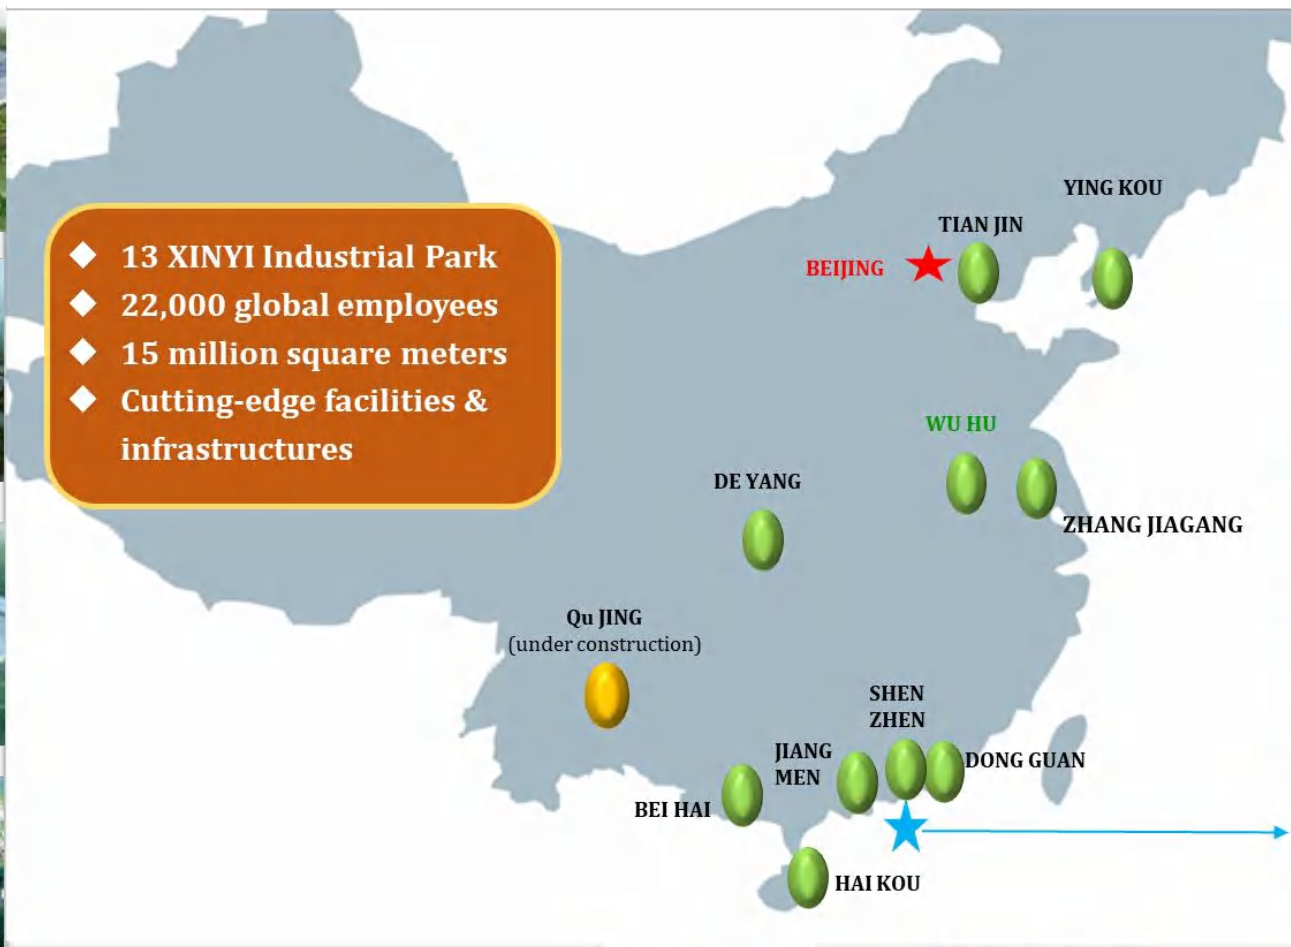 ◆ 13 XINYI Industrial Park
◆ 22,000 global employees
◆ 15 million square meters
◆ Cutting-edge facilities &
infrastructures
YING KOU
TIAN JIN
BEIJING
WU HU
DE YANG
ZHANG JIAGANG
Qu JING
(under construction)
SHEN
ZHEN
JIANG
MEN
DONG GUAN
BEI HAI
HAI KOU